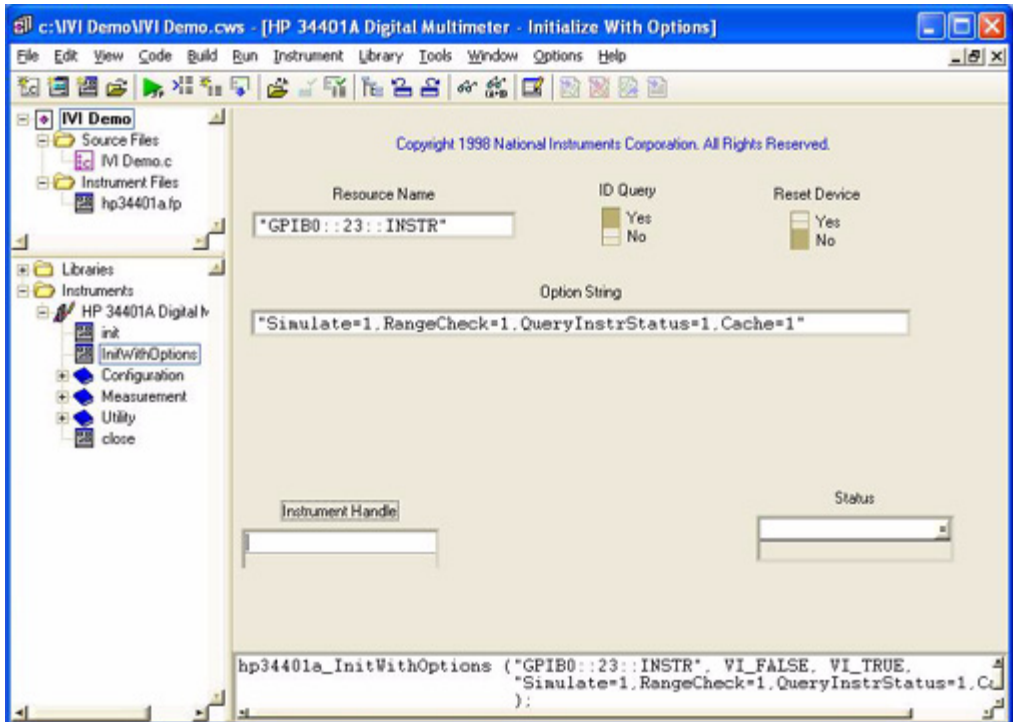 c:\IVI Demo\IVI Demo.cws - [HP 34401A Digital Multimeter - Initialize With Options]
File Edit View Code Build Run Instrument Library Tools Window Options Help
IVI Demo
Source Files
IVI Demo.c
Instrument Files
hp34401a.fp
Libraries
Instruments
HP 34401A Digital M
init
InitWithOptions
Configuration
Measurement
Utility
close
Copyright 1998 National Instruments Corporation. All Rights Reserved.
Resource Name
"GPIB0::23::INSTR"
ID Query
Yes
No
Reset Device
Yes
No
Option String
"Simulate=1,RangeCheck=1,QueryInstrStatus=1,Cache=1"
Instrument Handle
Status
hp34401a_InitWithOptions ("GPIB0::23::INSTR", VI_FALSE, VI_TRUE,
"Simulate=1,RangeCheck=1,QueryInstrStatus=1,Ca
);